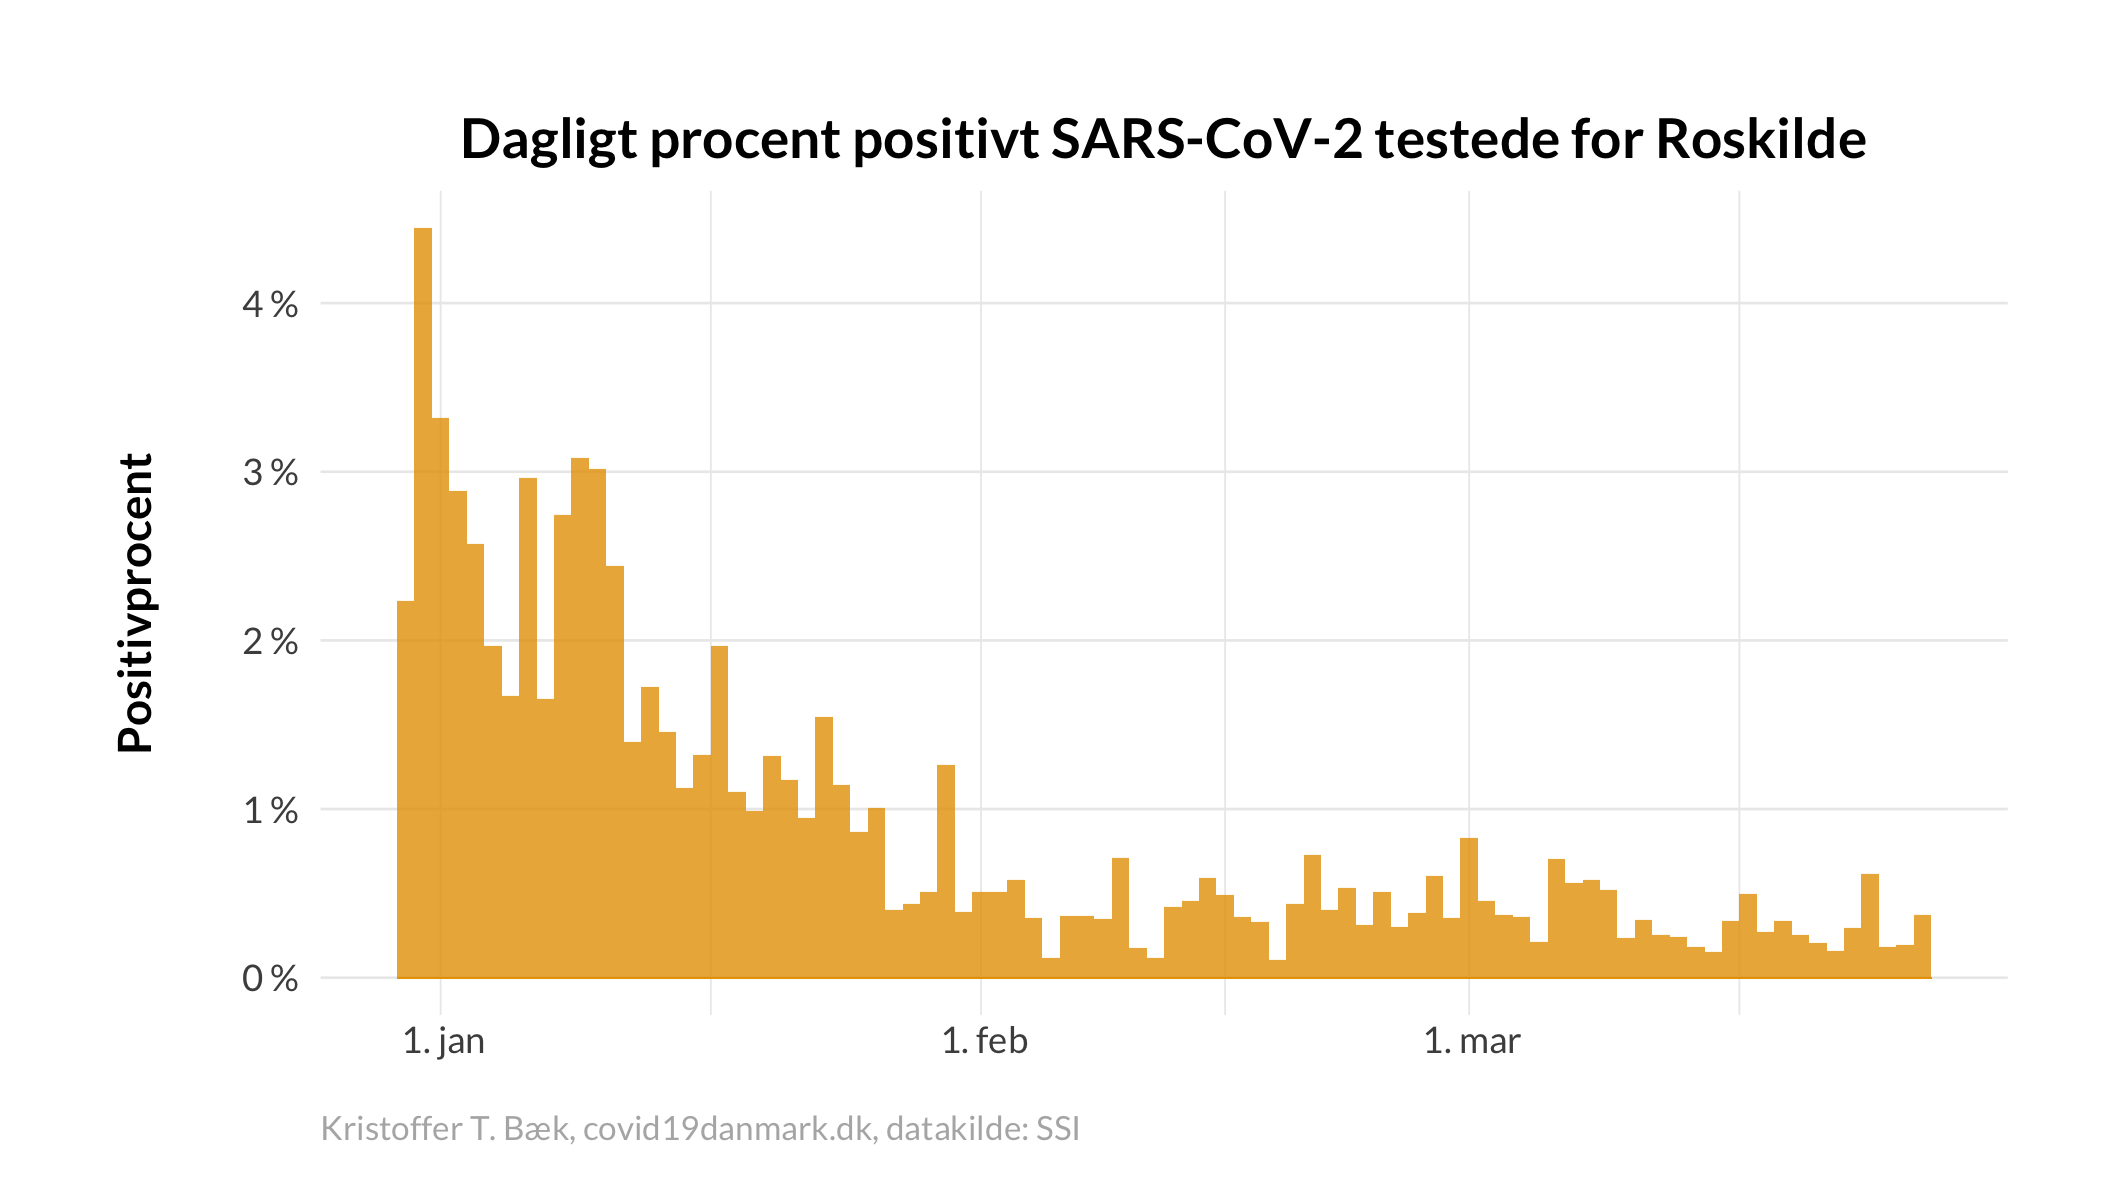 Dagligt procent positivt SARS-CoV-2 testede for Roskilde
Positivprocent
4 %
3 %
2 %
1 %
0 %
1. jan
1. feb
1. mar
Kristoffer T. Bæk, covid19danmark.dk, datakilde: SSI